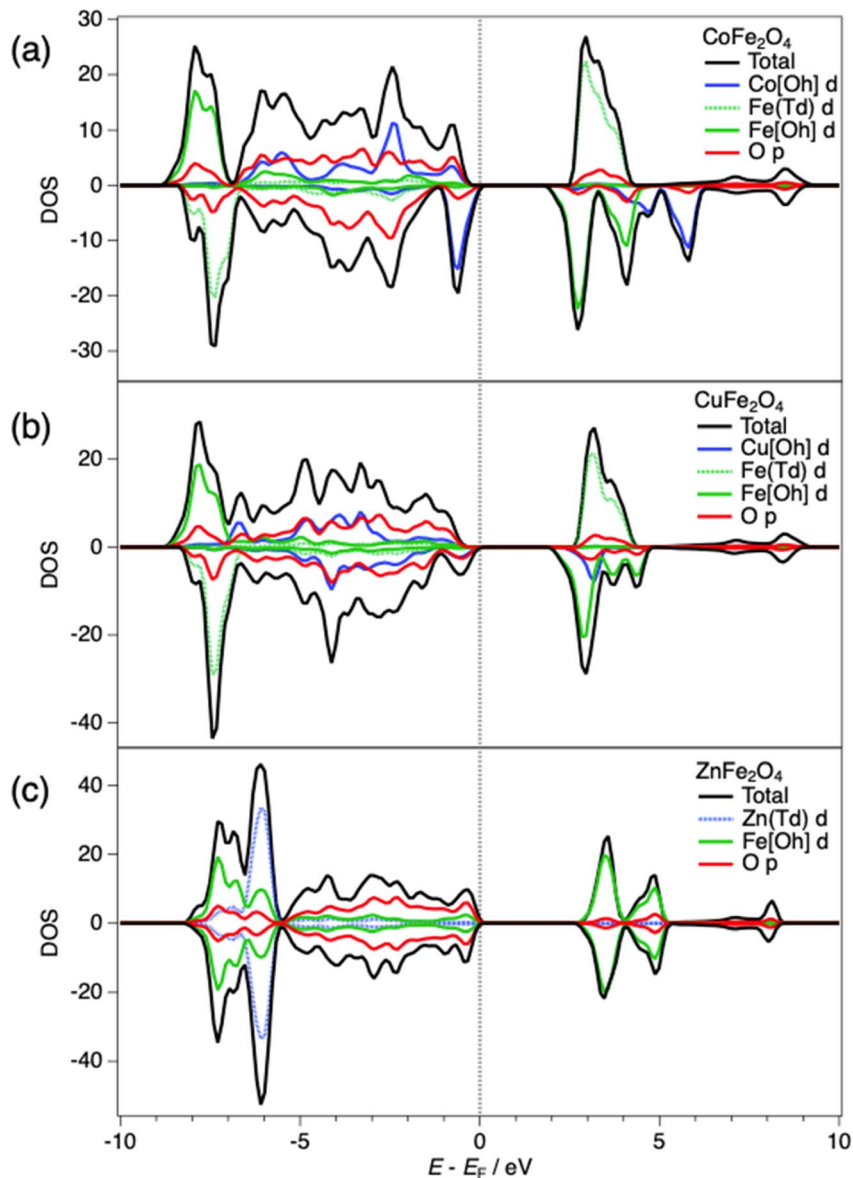 (a)
30
20
10
0
-10
-20
-30
DOS
CoFe₂O₄
Total
Co[Oh] d
Fe(Td) d
Fe[Oh] d
O p
(b)
20
0
-20
-40
DOS
CuFe₂O₄
Total
Cu[Oh] d
Fe(Td) d
Fe[Oh] d
O p
(c)
40
20
0
-20
-40
DOS
ZnFe₂O₄
Total
Zn(Td) d
Fe[Oh] d
O p
-10 -5 0 5 10
E - E_F / eV